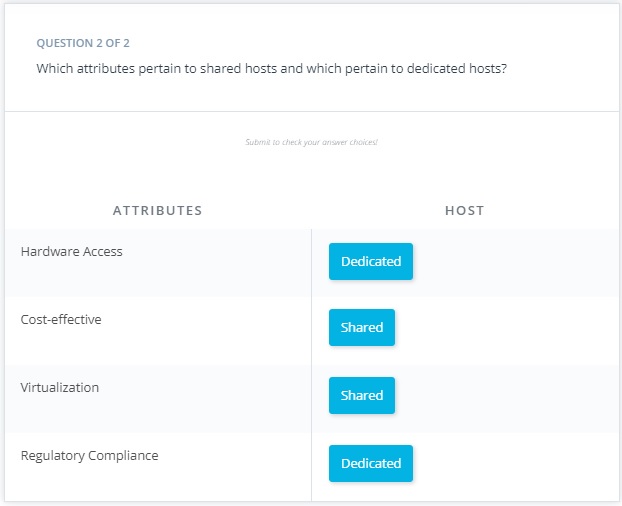 QUESTION 2 OF 2
Which attributes pertain to shared hosts and which pertain to dedicated hosts?
Submit to check your answer choices!
ATTRIBUTES HOST
Hardware Access Dedicated
Cost-effective Shared
Virtualization Shared
Regulatory Compliance Dedicated